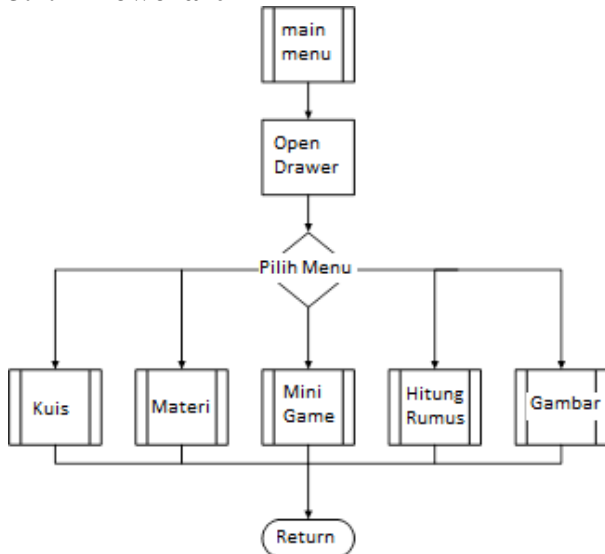 main
menu
Open
Drawer
Pilih Menu
Kuis
Materi
Mini
Game
Hitung
Rumus
Gambar
Return